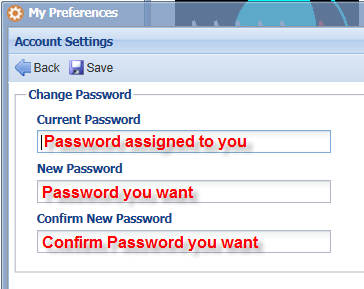 My Preferences
Account Settings
Back Save
Change Password
Current Password
Password assigned to you
New Password
Password you want
Confirm New Password
Confirm Password you want